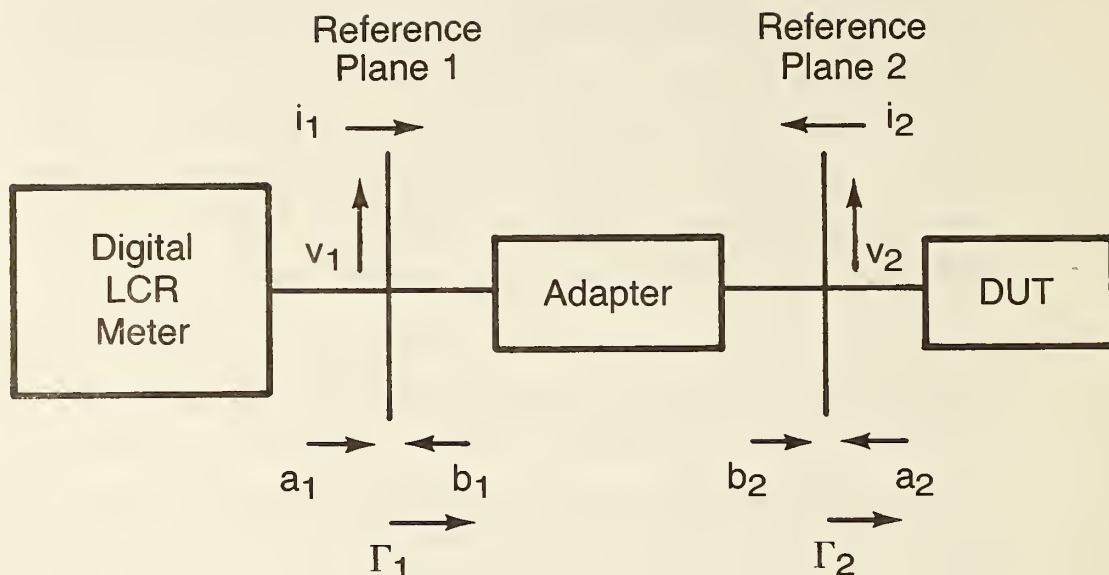 Reference
Plane 1
Reference
Plane 2
i₁
i₂
v₁
v₂
Digital
LCR
Meter
Adapter
DUT
a₁
b₁
b₂
a₂
Γ₁
Γ₂